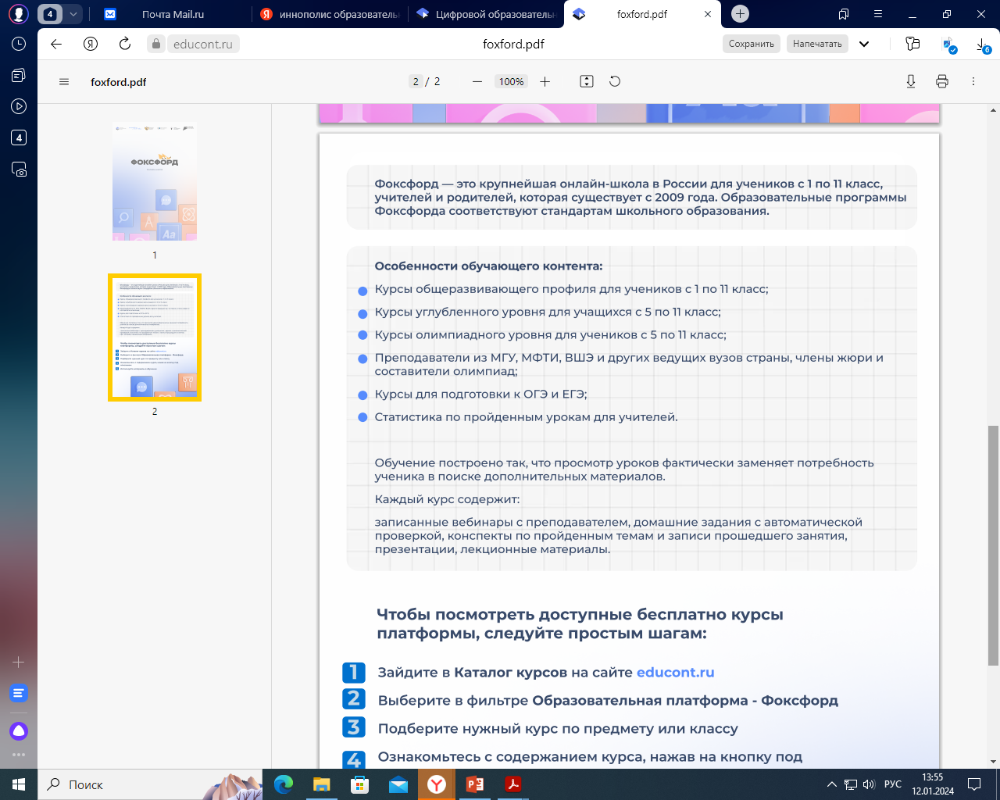 4
Почта Mail.ru
иннополис образователь
Цифровой образовательн
foxford.pdf
educont.ru
foxford.pdf
Сохранить
Напечатать
6
foxford.pdf
2 / 2
100%
4
ФОКСФОРД
Aa
1
2
Фоксфорд — это крупнейшая онлайн-школа в России для учеников с 1 по 11 класс,
учителей и родителей, которая существует с 2009 года. Образовательные программы
Фоксфорда соответствуют стандартам школьного образования.
Особенности обучающего контента:
Курсы общеразвивающего профиля для учеников с 1 по 11 класс;
Курсы углубленного уровня для учащихся с 5 по 11 класс;
Курсы олимпиадного уровня для учеников с 5 по 11 класс;
Преподаватели из МГУ, МФТИ, ВШЭ и других ведущих вузов страны, члены жюри и
составители олимпиад;
Курсы для подготовки к ОГЭ и ЕГЭ;
Статистика по пройденным урокам для учителей.
Обучение построено так, что просмотр уроков фактически заменяет потребность
ученика в поиске дополнительных материалов.
Каждый курс содержит:
записанные вебинары с преподавателем, домашние задания с автоматической
проверкой, конспекты по пройденным темам и записи прошедшего занятия,
презентации, лекционные материалы.
Чтобы посмотреть доступные бесплатно курсы
платформы, следуйте простым шагам:
1 Зайдите в Каталог курсов на сайте educont.ru
2 Выберите в фильтре Образовательная платформа - Фоксфорд
3 Подберите нужный курс по предмету или классу
4 Ознакомьтесь с содержанием курса, нажав на кнопку под
Поиск
РУС
13:55
12.01.2024